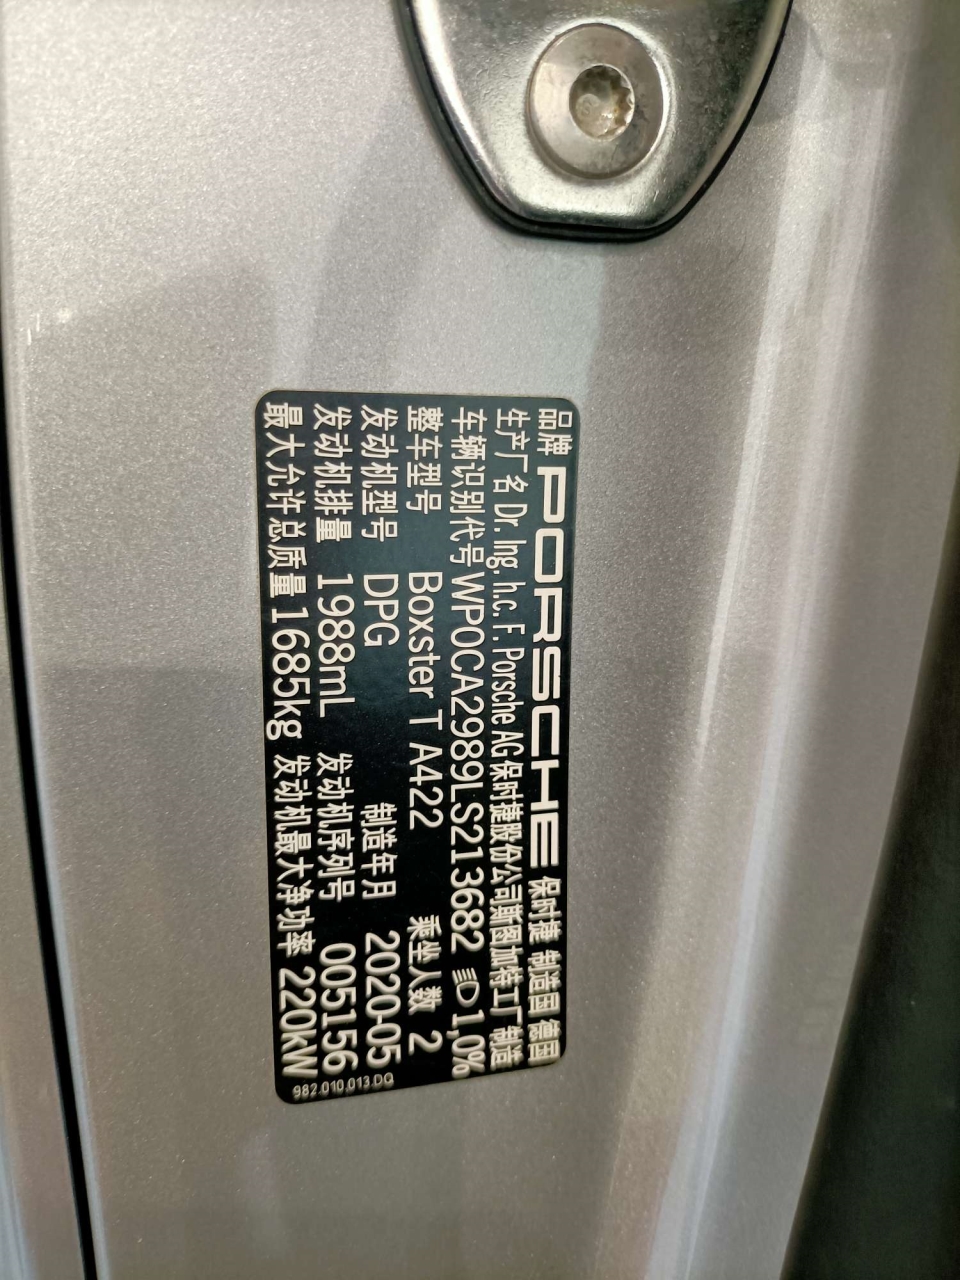 品牌 PORSCHE 保时捷 制造国 德国
生产厂名 Dr. Ing. h.c. F. Porsche AG保时捷股份公司斯图加特工厂 制造
车辆识别代号 WP0CA2989LS213682 1,0%
整车型号 Boxster T A422 乘坐人数 2
发动机型号 DPG 制造年月 2020-05
发动机排量 1988mL 发动机序列号 005156
最大允许总质量 1685kg 发动机最大净功率 220kW
982.010.013.DQ